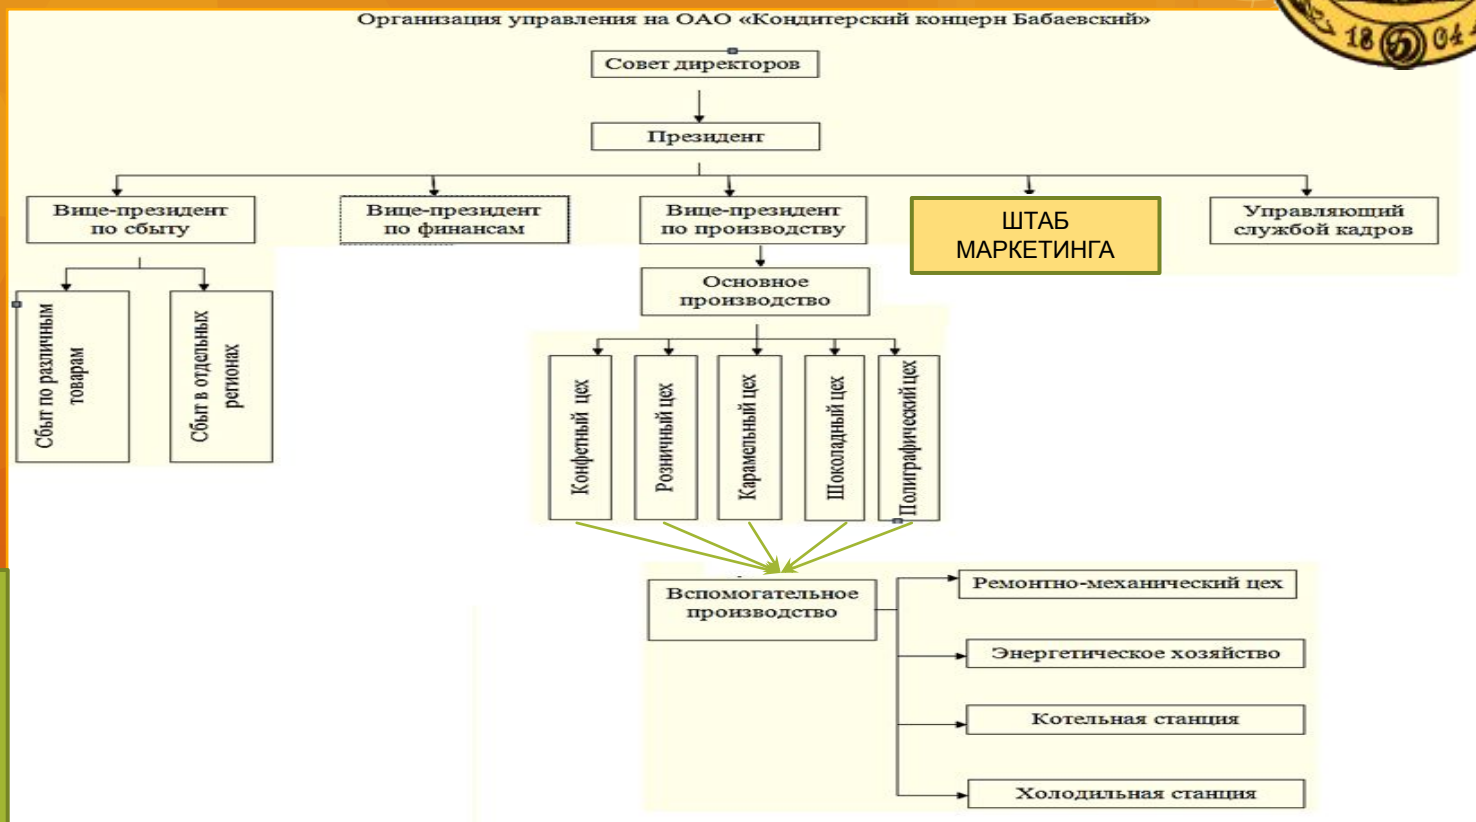 Организация управления на ОАО «Кондитерский концерн Бабаевский»
18 Б 04
Совет директоров
Президент
Вице-президент
по сбыту
Вице-президент
по финансам
Вице-президент
по производству
ШТАБ
МАРКЕТИНГА
Управляющий
службой кадров
Основное
производство
Сбыт по различным
товарам
Сбыт в отдельных
регионах
Конфетный цех
Розничный цех
Карамельный цех
Шоколадный цех
Полиграфический цех
Вспомогательное
производство
Ремонтно-механический цех
Энергетическое хозяйство
Котельная станция
Холодильная станция